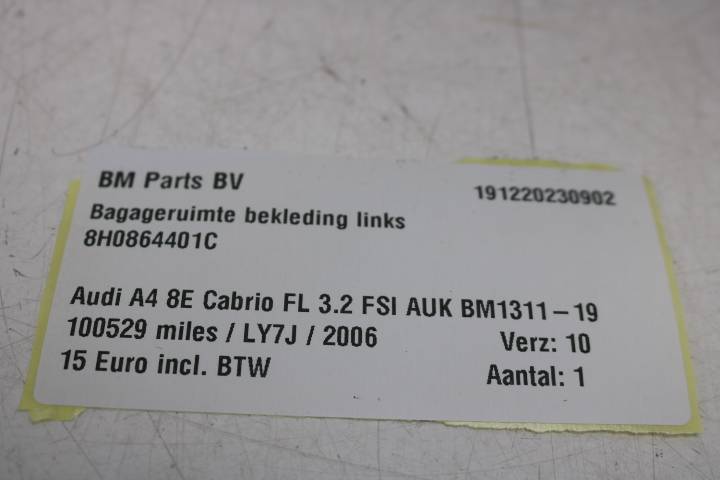 BM Parts BV 191220230902
Bagageruimte bekleding links
8H0864401C
Audi A4 8E Cabrio FL 3.2 FSI AUK BM1311-19
100529 miles / LY7J / 2006 Verz: 10
15 Euro incl. BTW Aantal: 1